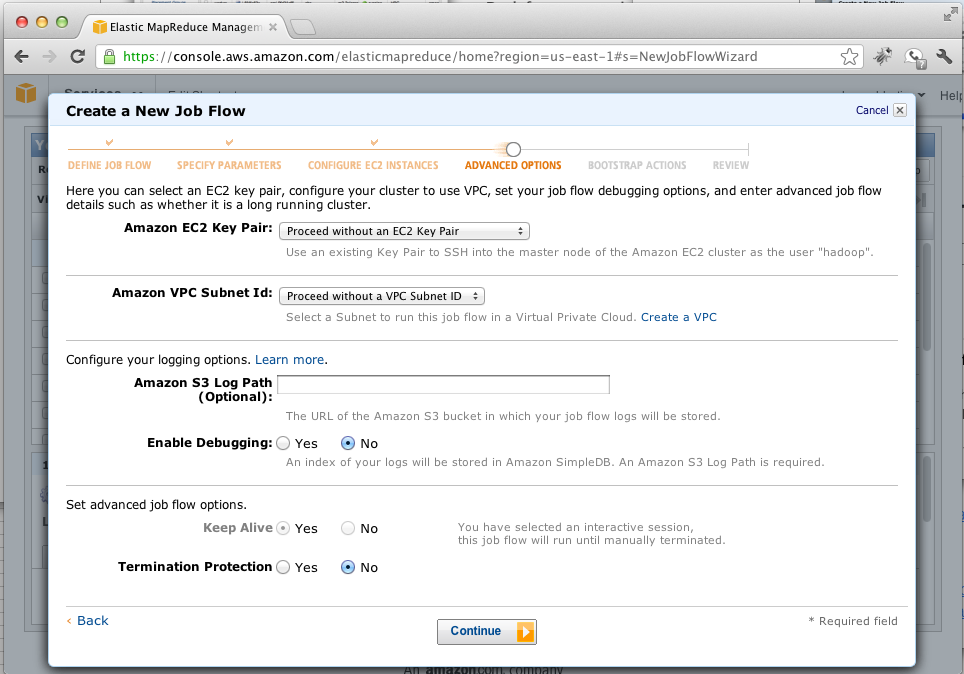 Elastic MapReduce Managem
https://console.aws.amazon.com/elasticmapreduce/home?region=us-east-1#s=NewJobFlowWizard
Help
Create a New Job Flow
Cancel
DEFINE JOB FLOW SPECIFY PARAMETERS CONFIGURE EC2 INSTANCES ADVANCED OPTIONS BOOTSTRAP ACTIONS REVIEW
Here you can select an EC2 key pair, configure your cluster to use VPC, set your job flow debugging options, and enter advanced job flow
details such as whether it is a long running cluster.
Amazon EC2 Key Pair: Proceed without an EC2 Key Pair
Use an existing Key Pair to SSH into the master node of the Amazon EC2 cluster as the user "hadoop".
Amazon VPC Subnet Id: Proceed without a VPC Subnet ID
Select a Subnet to run this job flow in a Virtual Private Cloud. Create a VPC
Configure your logging options. Learn more.
Amazon S3 Log Path
(Optional):
The URL of the Amazon S3 bucket in which your job flow logs will be stored.
Enable Debugging: Yes No
An index of your logs will be stored in Amazon SimpleDB. An Amazon S3 Log Path is required.
Set advanced job flow options.
Keep Alive Yes No You have selected an interactive session,
this job flow will run until manually terminated.
Termination Protection Yes No
‹ Back
Continue
* Required field
An amazon.com company